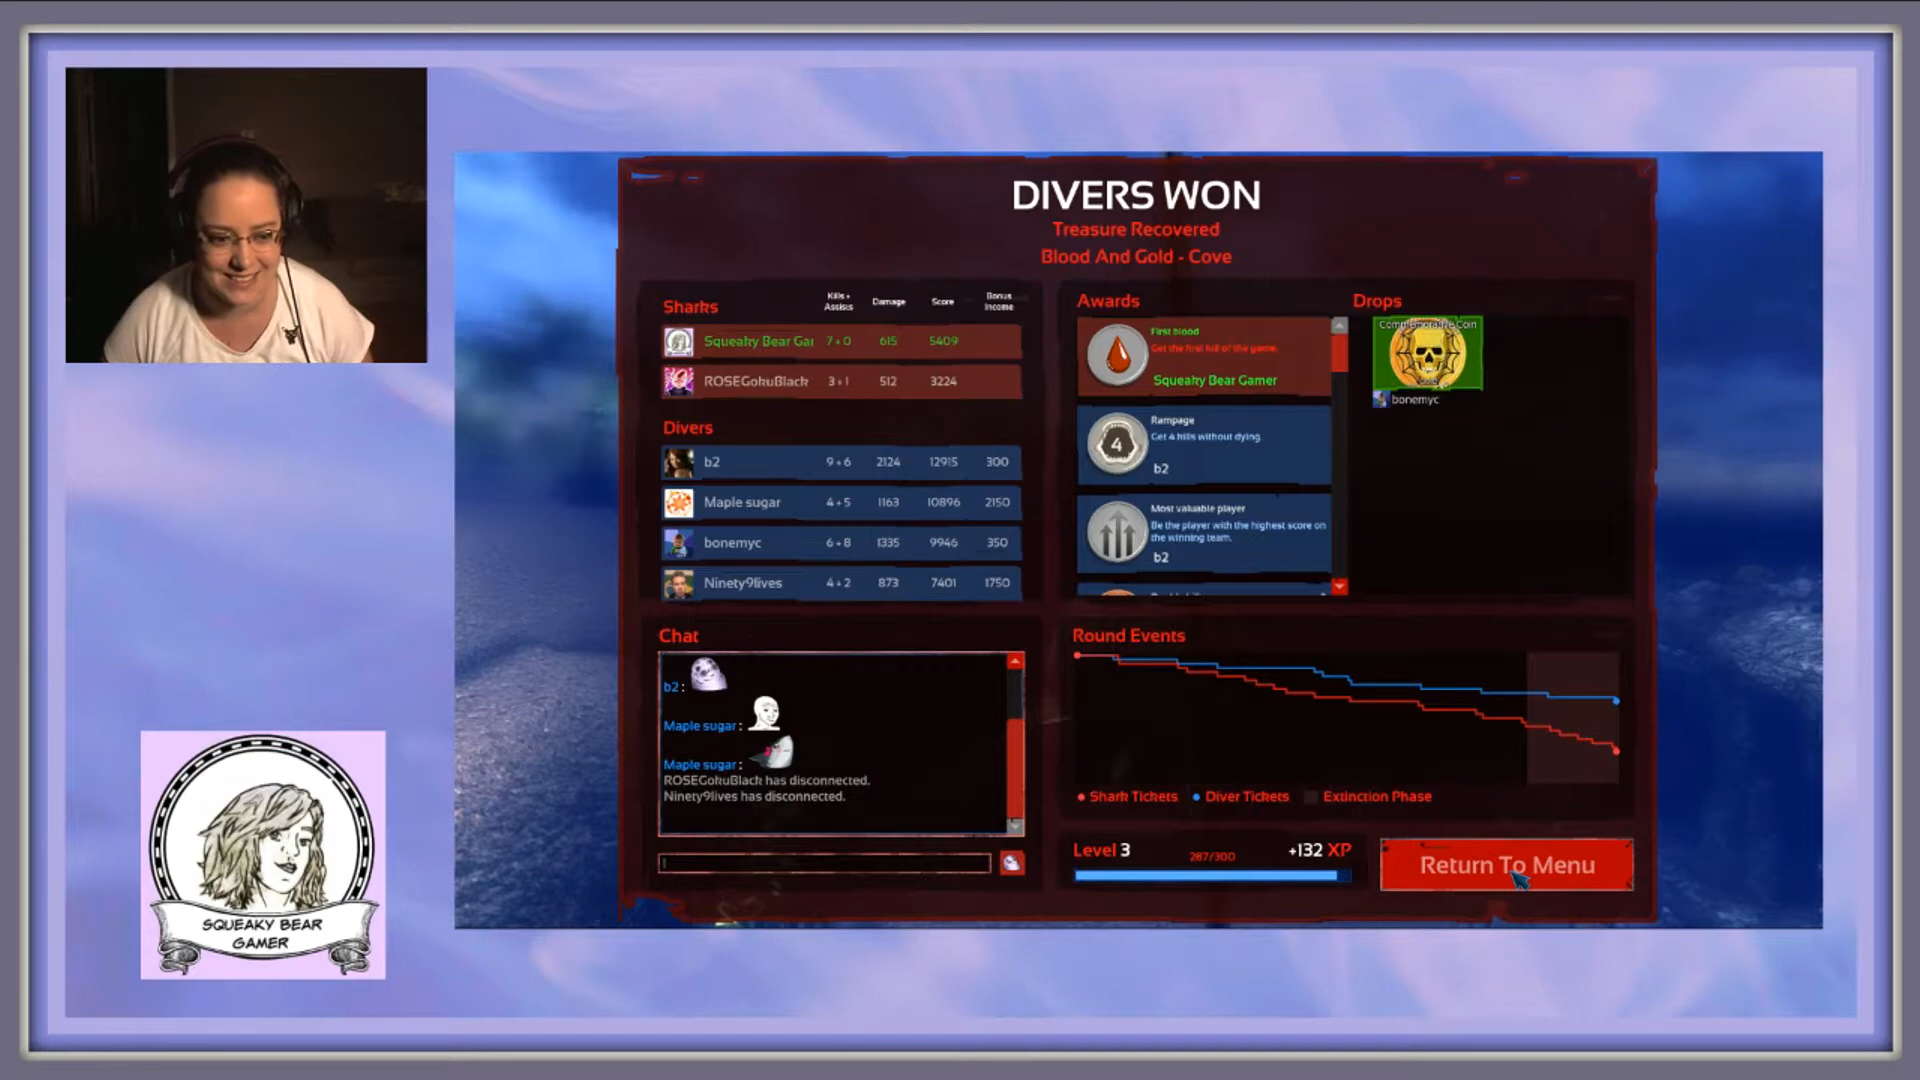 DIVERS WON
Treasure Recovered
Blood And Gold - Cove
Sharks Kills + Assists Damage Score Bonus Income
Squeaky Bear Gar 7 + 0 615 5409
ROSEGokuBlack 3 + 1 512 3224
Divers
b2 9 + 6 2124 12915 300
Maple sugar 4 + 5 1163 10896 2150
bonemyc 6 + 8 1335 9946 350
Ninety9lives 4 + 2 873 7401 1750
Awards
First blood
Get the first kill of the game.
Squeaky Bear Gamer
4
Rampage
Get 4 kills without dying.
b2
Most valuable player
Be the player with the highest score on
the winning team.
b2
Drops
Commemorative Coin
Gold
bonemyc
Chat
b2 :
Maple sugar :
Maple sugar :
ROSEGokuBlack has disconnected.
Ninety9lives has disconnected.
Round Events
Shark Tickets Diver Tickets Extinction Phase
Level 3 287/300 +132 XP
Return To Menu
SQUEAKY BEAR
GAMER